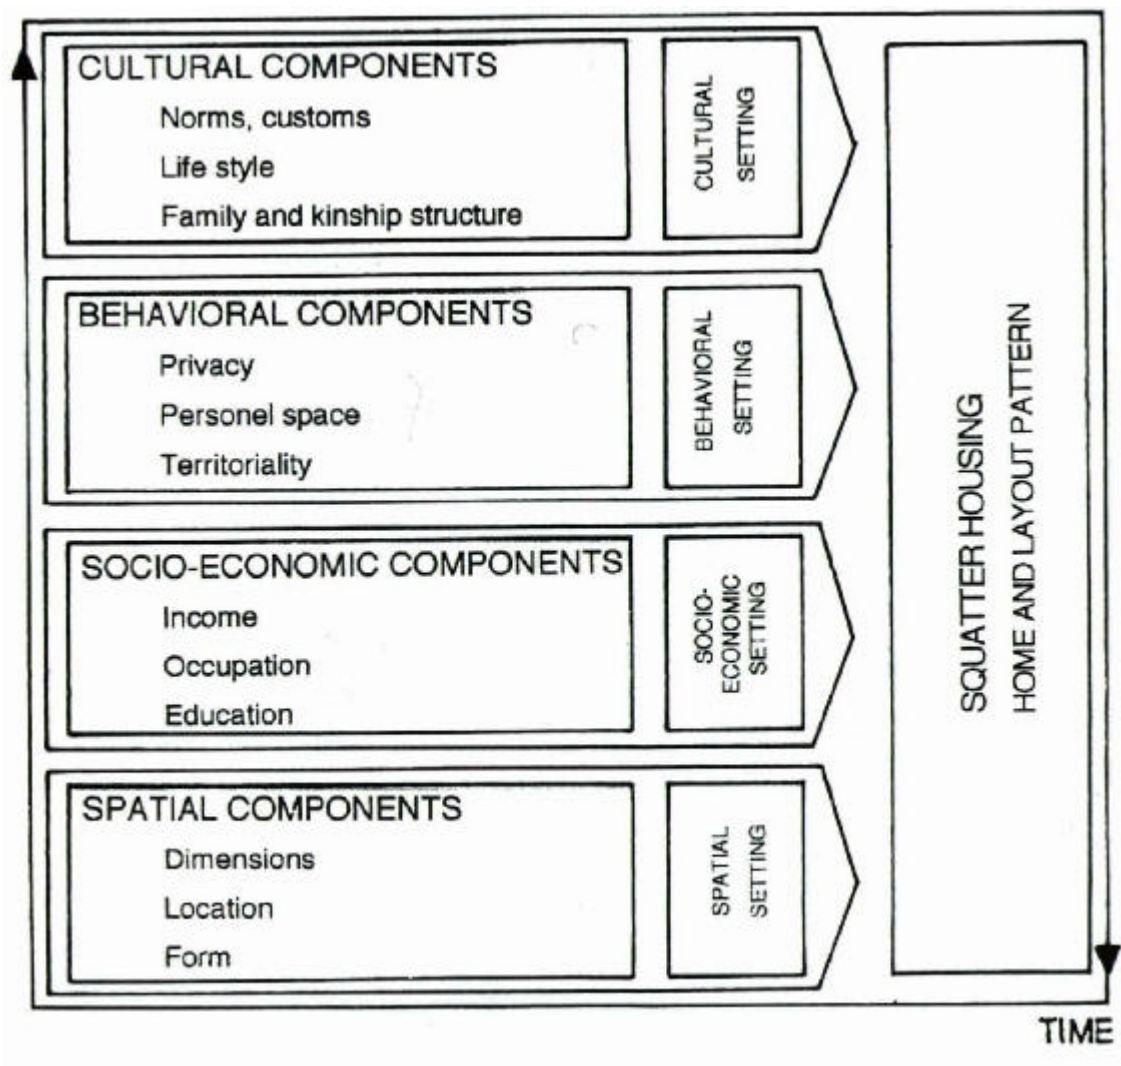 CULTURAL COMPONENTS
Norms, customs
Life style
Family and kinship structure
CULTURAL
SETTING
BEHAVIORAL COMPONENTS
Privacy
Personel space
Territoriality
BEHAVIORAL
SETTING
SOCIO-ECONOMIC COMPONENTS
Income
Occupation
Education
SOCIO-
ECONOMIC
SETTING
SPATIAL COMPONENTS
Dimensions
Location
Form
SPATIAL
SETTING
SQUATTER HOUSING
HOME AND LAYOUT PATTERN
TIME